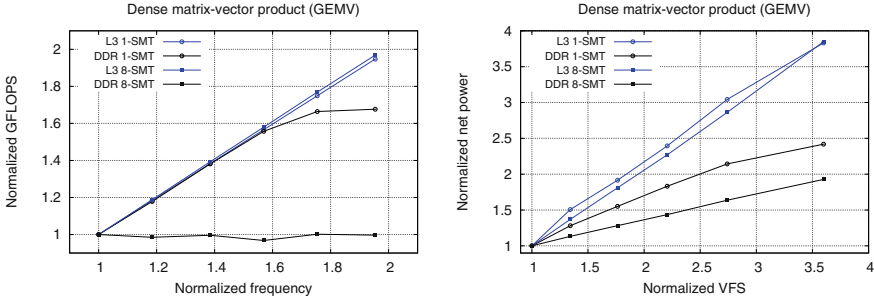 Dense matrix-vector product (GEMV)
Normalized GFLOPS
2
1.8
1.6
1.4
1.2
1
L3 1-SMT
DDR 1-SMT
L3 8-SMT
DDR 8-SMT
1 1.2 1.4 1.6 1.8 2
Normalized frequency
Dense matrix-vector product (GEMV)
Normalized net power
4
3.5
3
2.5
2
1.5
1
L3 1-SMT
DDR 1-SMT
L3 8-SMT
DDR 8-SMT
1 1.5 2 2.5 3 3.5 4
Normalized VFS